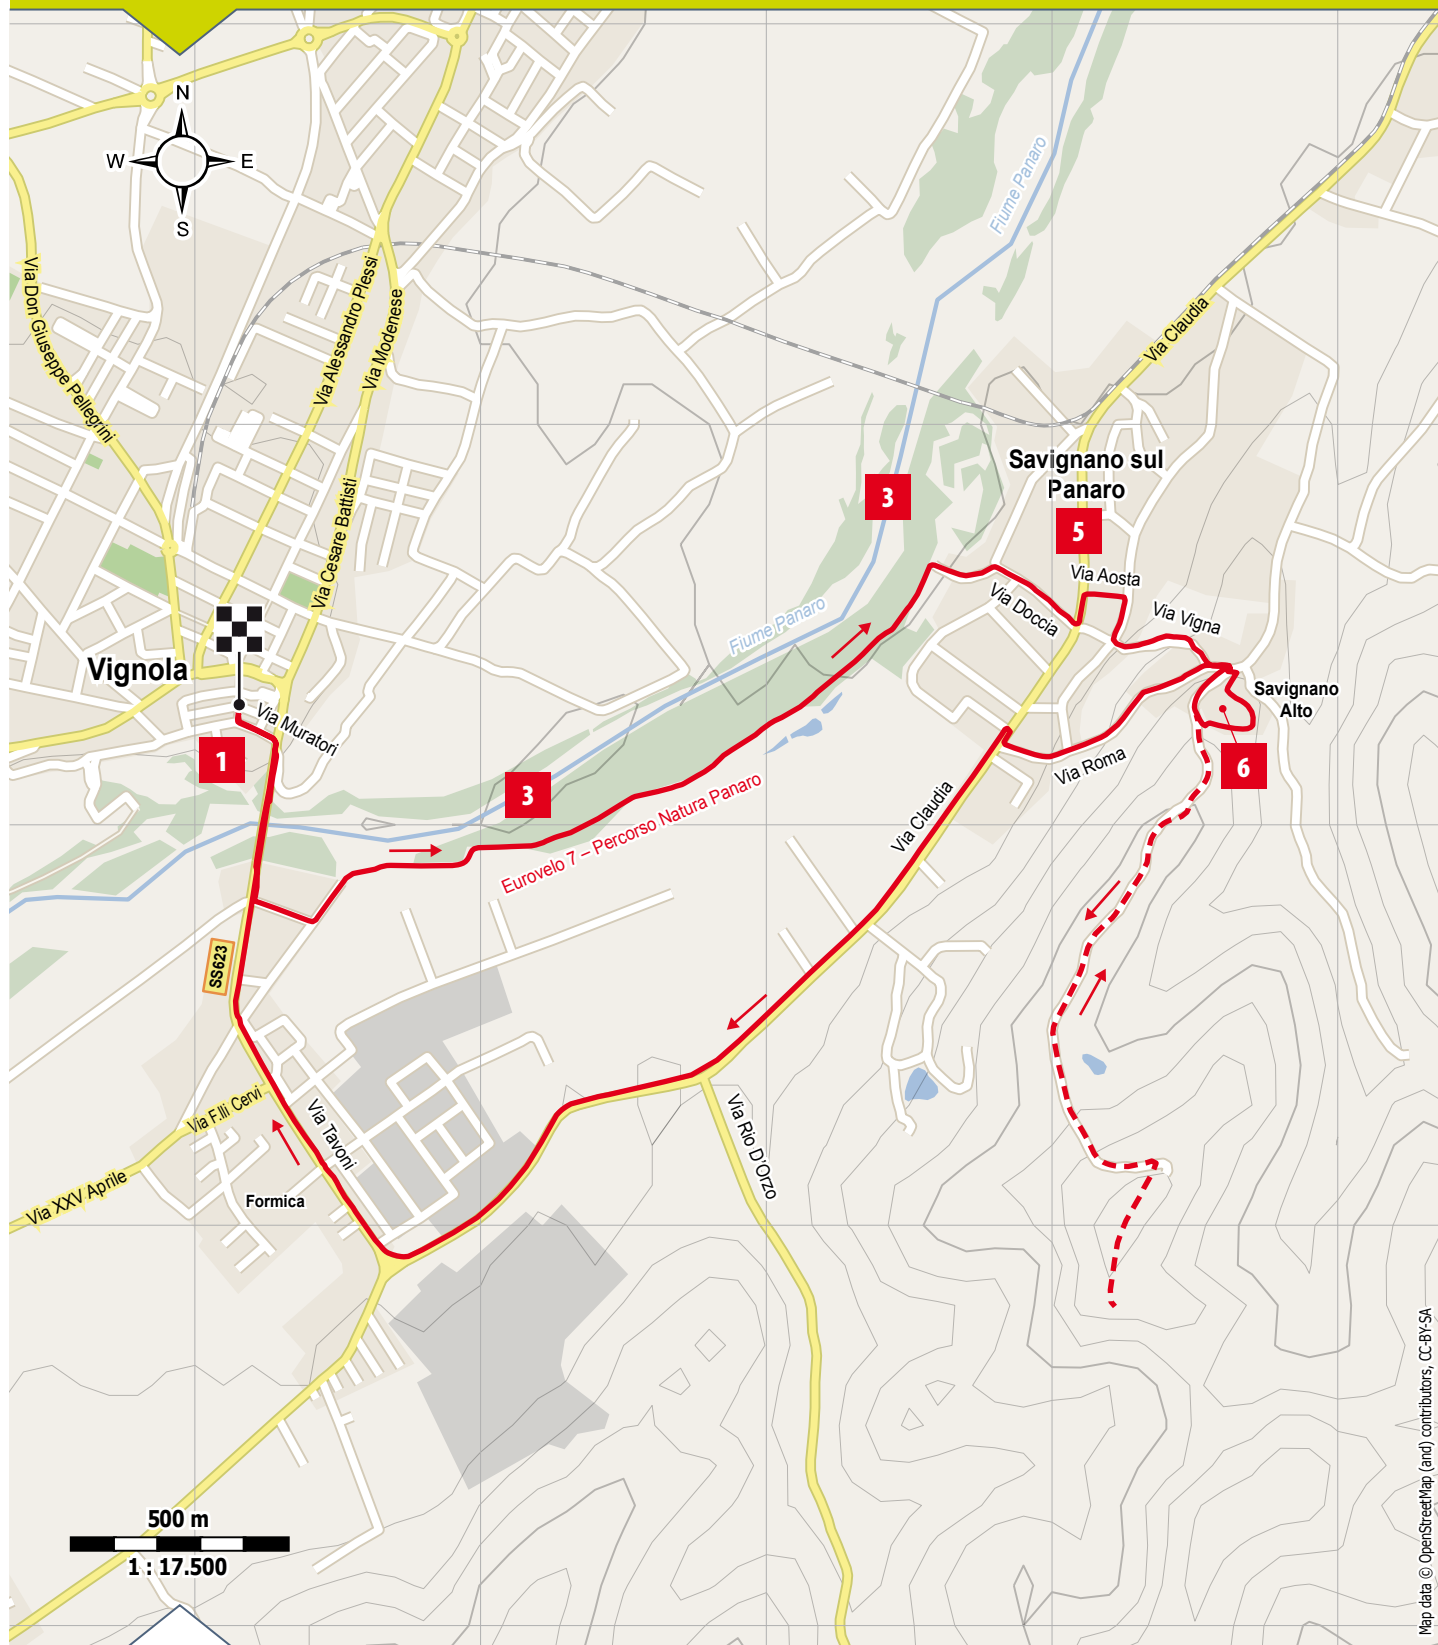 N
W
E
S
Fiume Panaro
Via Don Giuseppe Pellegrini
Via Alessandro Plessi
Via Modenese
Via Claudia
Savignano sul
Panaro
3
5
Via Cesare Battisti
Via Aosta
Via Doccia
Via Vigna
Fiume Panaro
Vignola
Savignano
Alto
Via Muratori
1
6
Via Roma
3
Eurovelo 7 – Percorso Natura Panaro
Via Claudia
SS623
Via F.lli Cervi
Via Tavoni
Via Rio D'Orzo
Via XXV Aprile
Formica
500 m
1 : 17.500
Map data © OpenStreetMap (and) contributors, CC-BY-SA